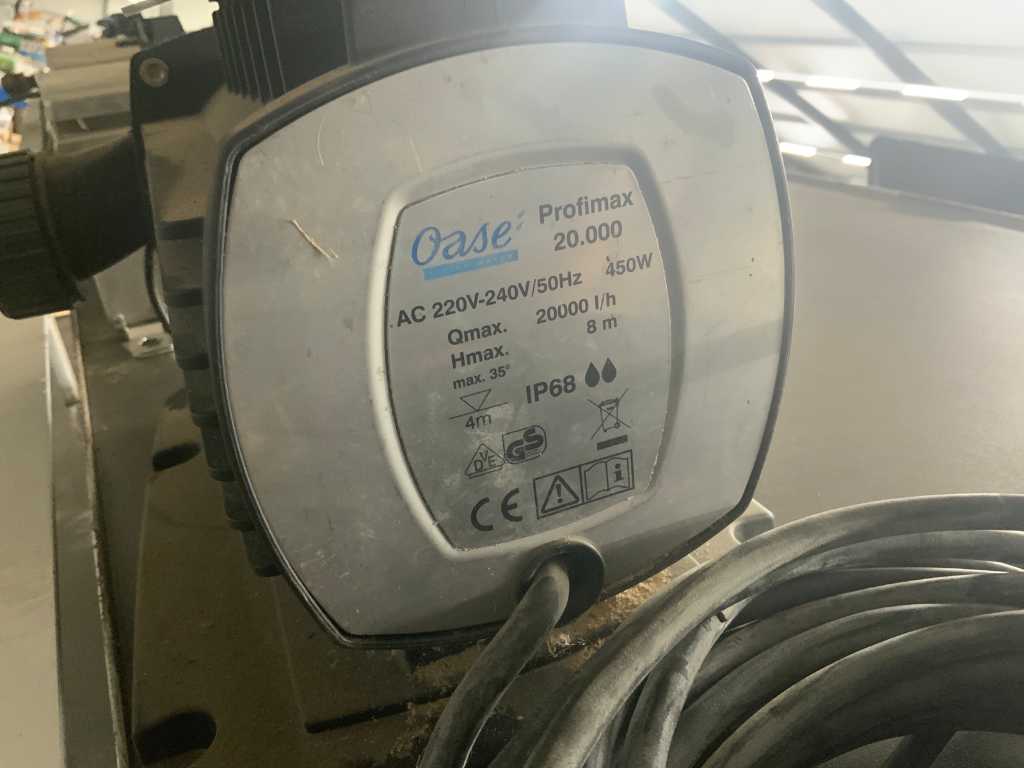 Oase
Profimax
20.000
AC 220V-240V/50Hz 450W
Qmax. 20000 l/h
Hmax. 8 m
max. 35°
IP68
4m
DVE
GS
CE
i